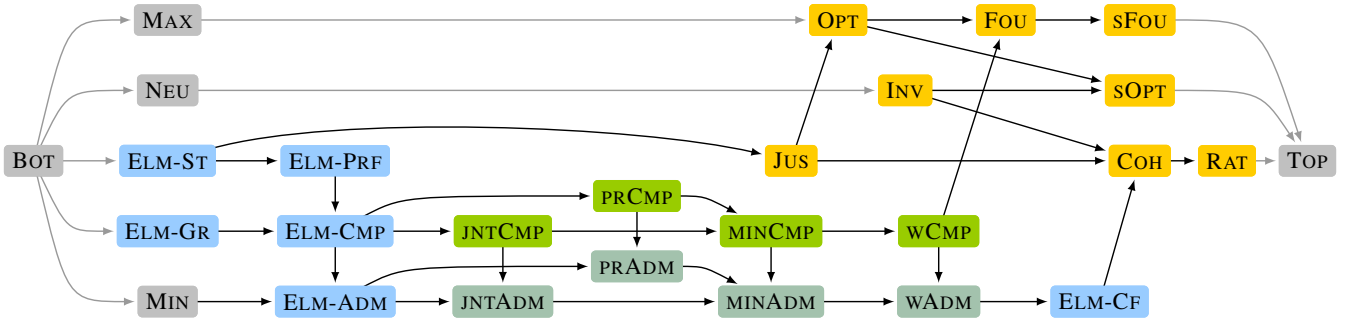 MAX OPT FOU SFOU
NEU INV SOPT
BOT ELM-ST ELM-PRF JUS COH RAT TOP
PRCMP
ELM-GR ELM-CMP JNTCMP MINCMP WCMP
PRADM
MIN ELM-ADM JNTADM MINADM WADM ELM-CF